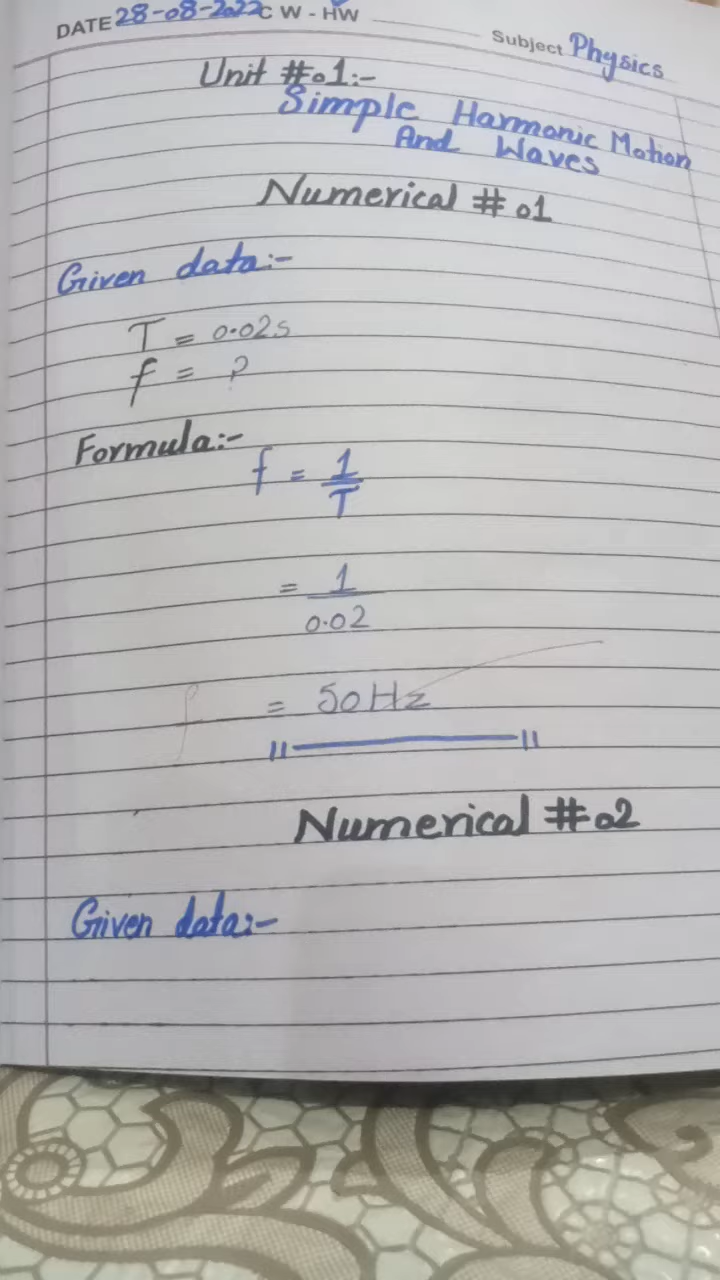 DATE 28-08-2022 C W - HW
Subject Physics
Unit #01:-
Simple Harmonic Motion
And Waves
Numerical # 01
Given data:-
T = 0.02s
f = ?
Formula:-
f = 1/T
= 1/0.02
f = 50Hz
Numerical # 02
Given data:-